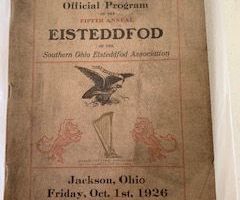 Official Program
OF THE
FIFTH ANNUAL
EISTEDDFOD
OF THE
Southern Ohio Eisteddfod Association
Jackson, Ohio
Friday, Oct. 1st, 1926